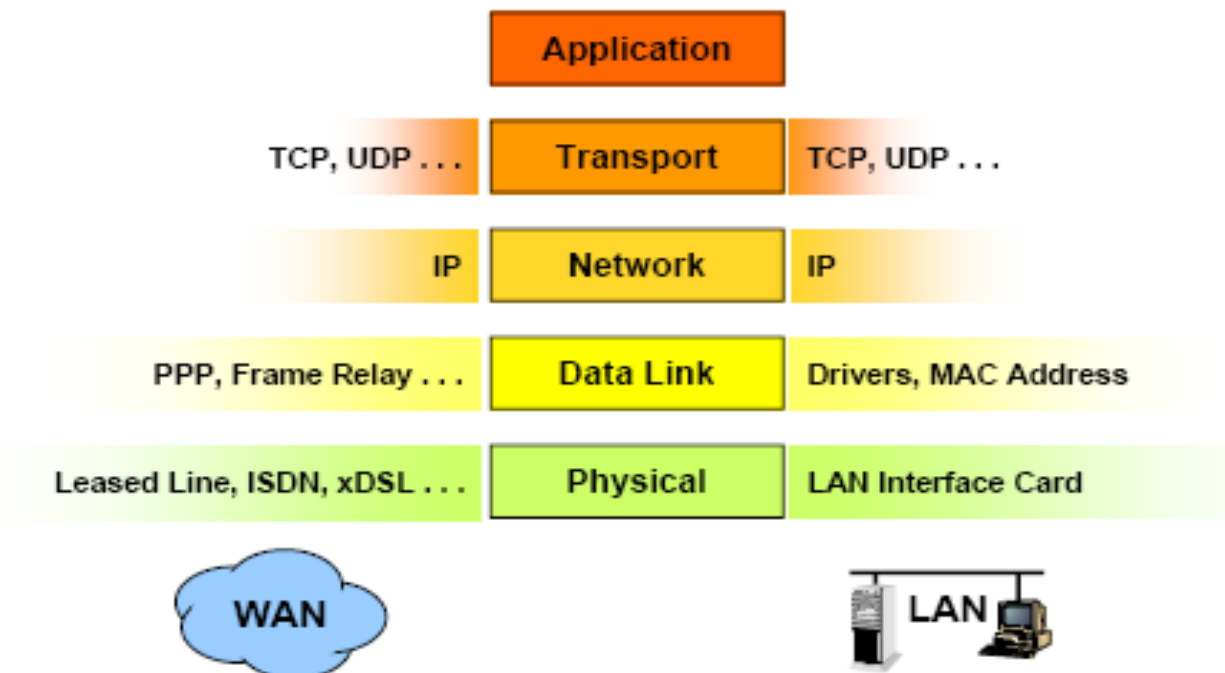 Application
TCP, UDP . . . Transport TCP, UDP . . .
IP Network IP
PPP, Frame Relay . . . Data Link Drivers, MAC Address
Leased Line, ISDN, xDSL . . . Physical LAN Interface Card
WAN LAN